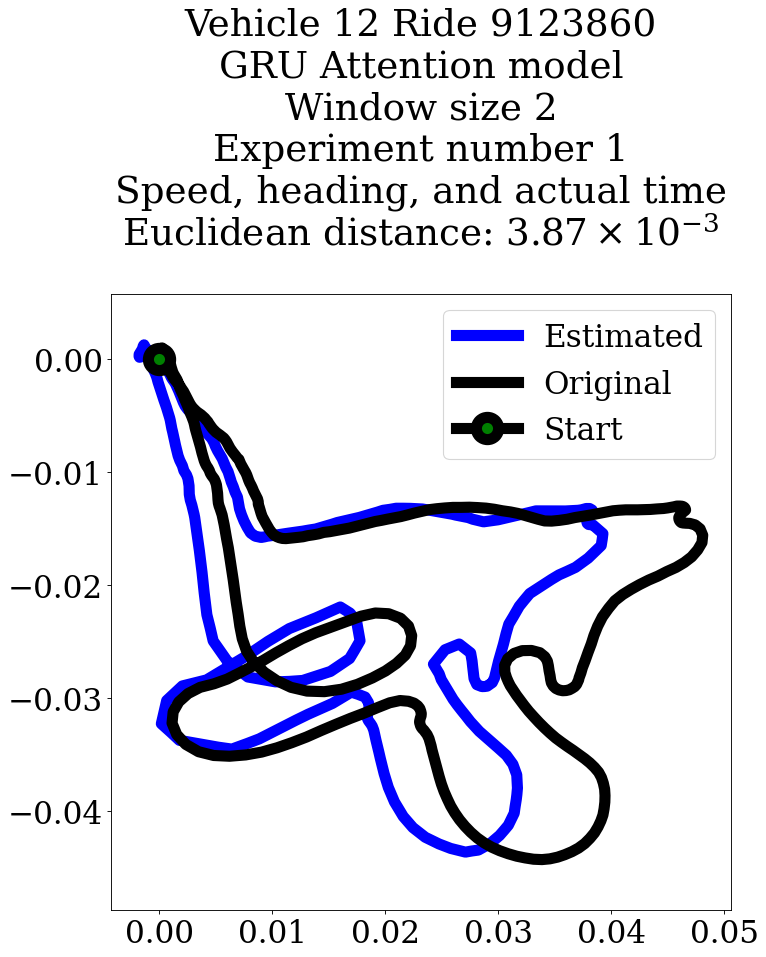 Vehicle 12 Ride 9123860
GRU Attention model
Window size 2
Experiment number 1
Speed, heading, and actual time
Euclidean distance: 3.87 × 10⁻³
Estimated
Original
Start
0.00
−0.01
−0.02
−0.03
−0.04
0.00 0.01 0.02 0.03 0.04 0.05